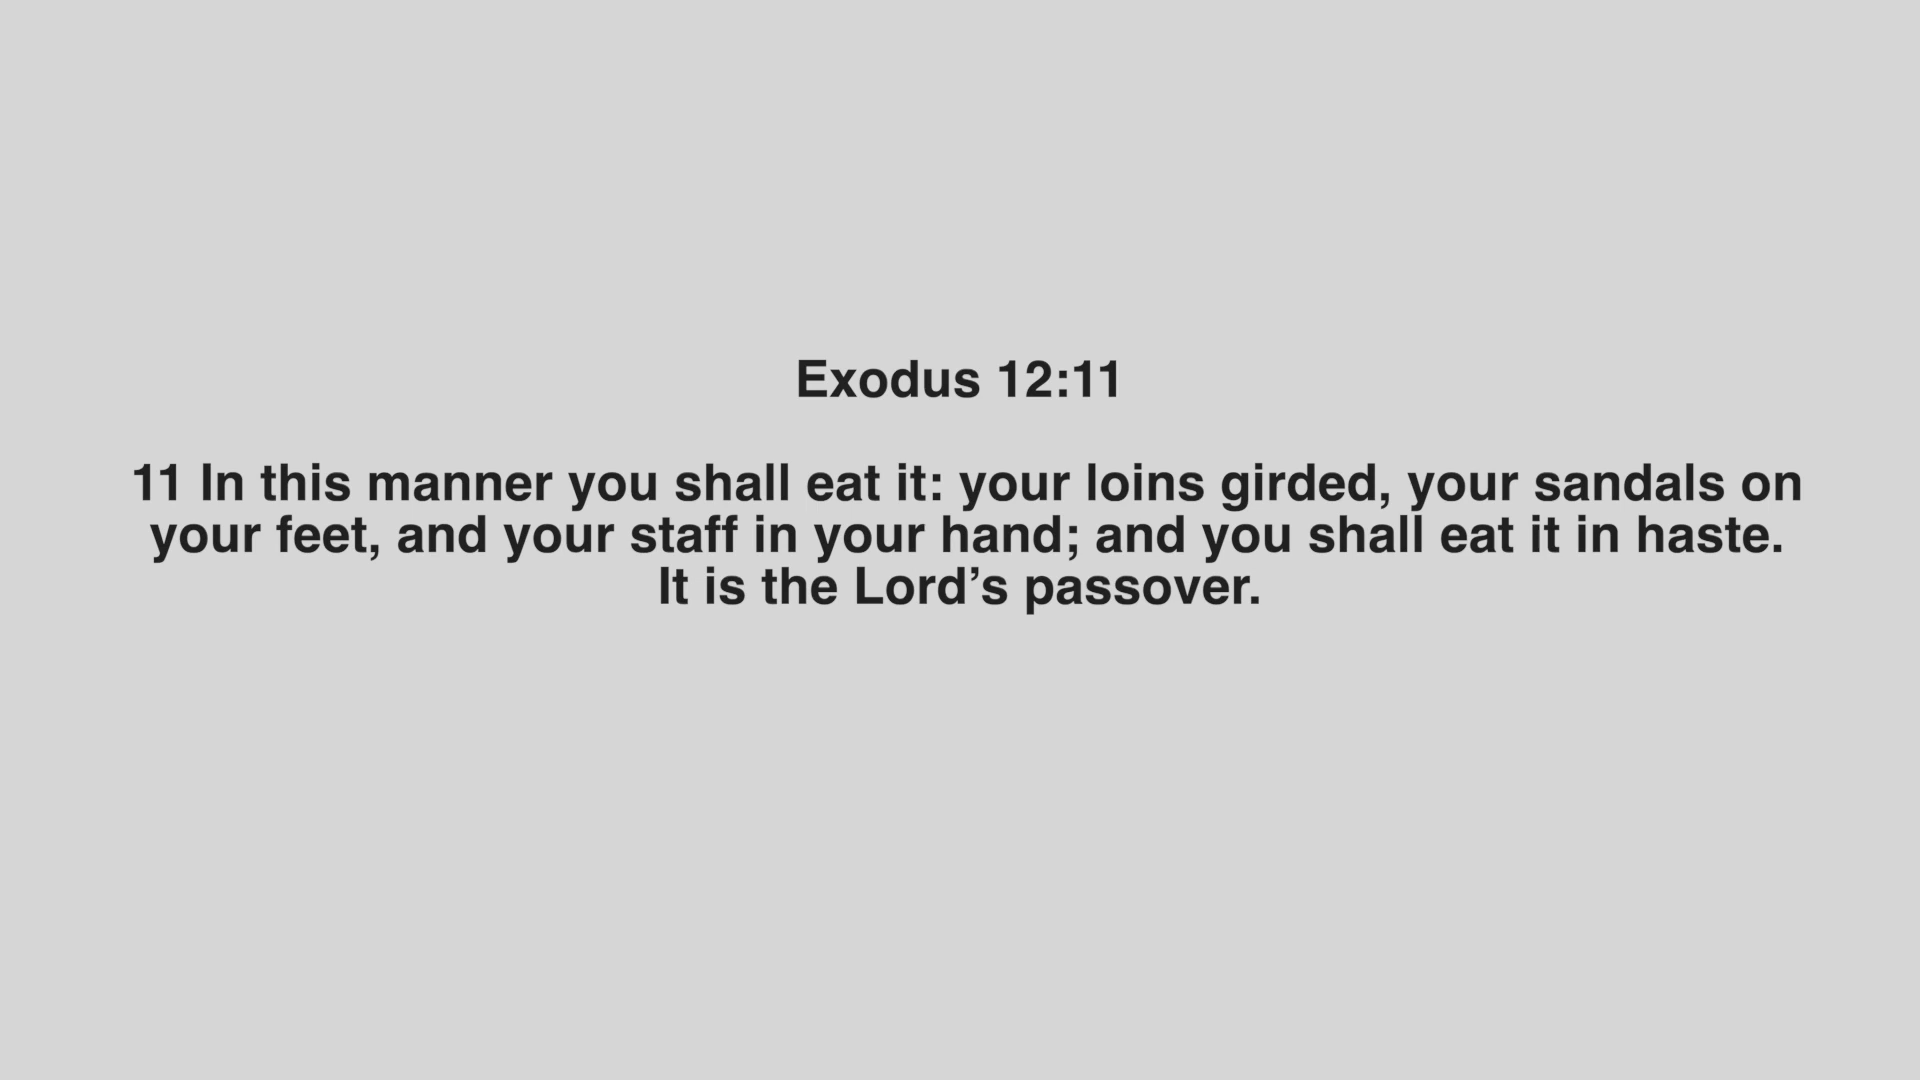 Exodus 12:11
11 In this manner you shall eat it: your loins girded, your sandals on
your feet, and your staff in your hand; and you shall eat it in haste.
It is the Lord’s passover.